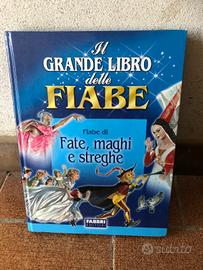 Il
GRANDE LIBRO
delle
FIABE
Fiabe di
Fate, maghi
e streghe
FABBRI
EDITORI
subito